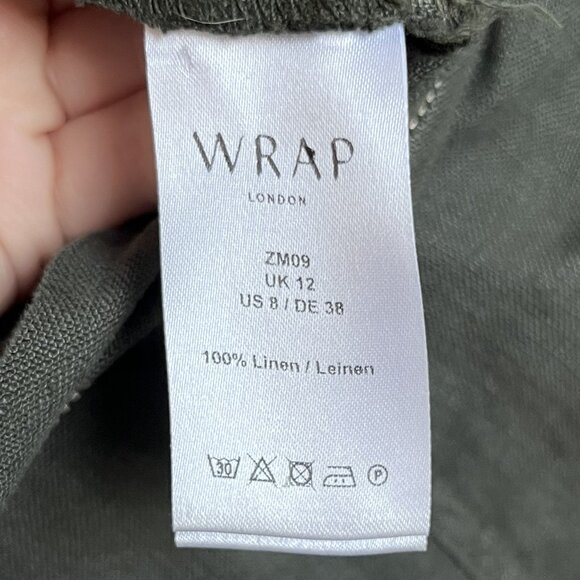 WRAP
LONDON
ZM09
UK 12
US 8 / DE 38
100% Linen / Leinen
30 P